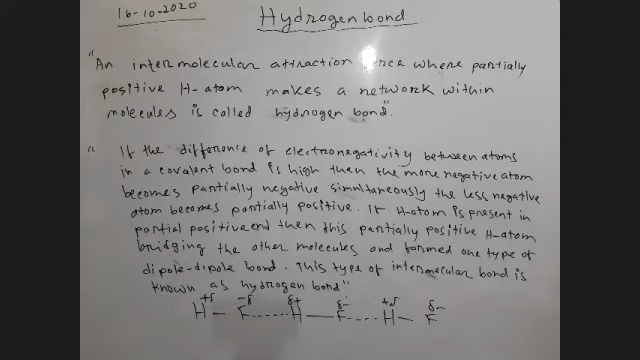 16-10-2020
Hydrogen bond
"An intermolecular attraction force where partially
positive H-atom makes a network within
molecules is called hydrogen bond".
"If the difference of electronegativity between atoms
in a covalent bond is high then the more negative atom
becomes partially negative simultaneously the less negative
atom becomes partially positive. If H-atom is present in
partial positive end then this partially positive H-atom
bridging the other molecules and formed one type of
dipole-dipole bond. This type of intermolecular bond is
known as hydrogen bond"
+δ -δ δ+ δ- +δ δ-
H — F ...... H — F .... H — F